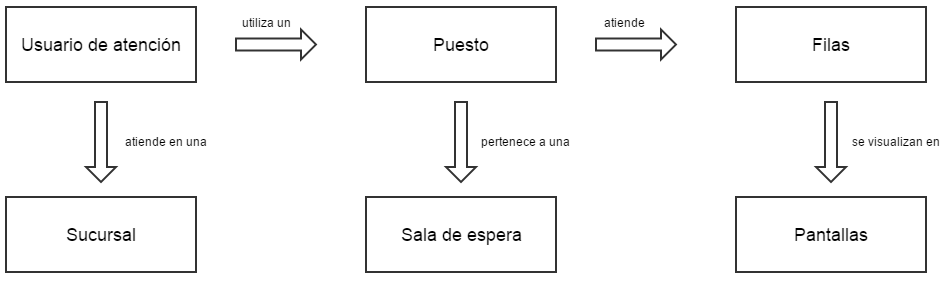 utiliza un
atiende
Usuario de atención
Puesto
Filas
atiende en una
pertenece a una
se visualizan en
Sucursal
Sala de espera
Pantallas